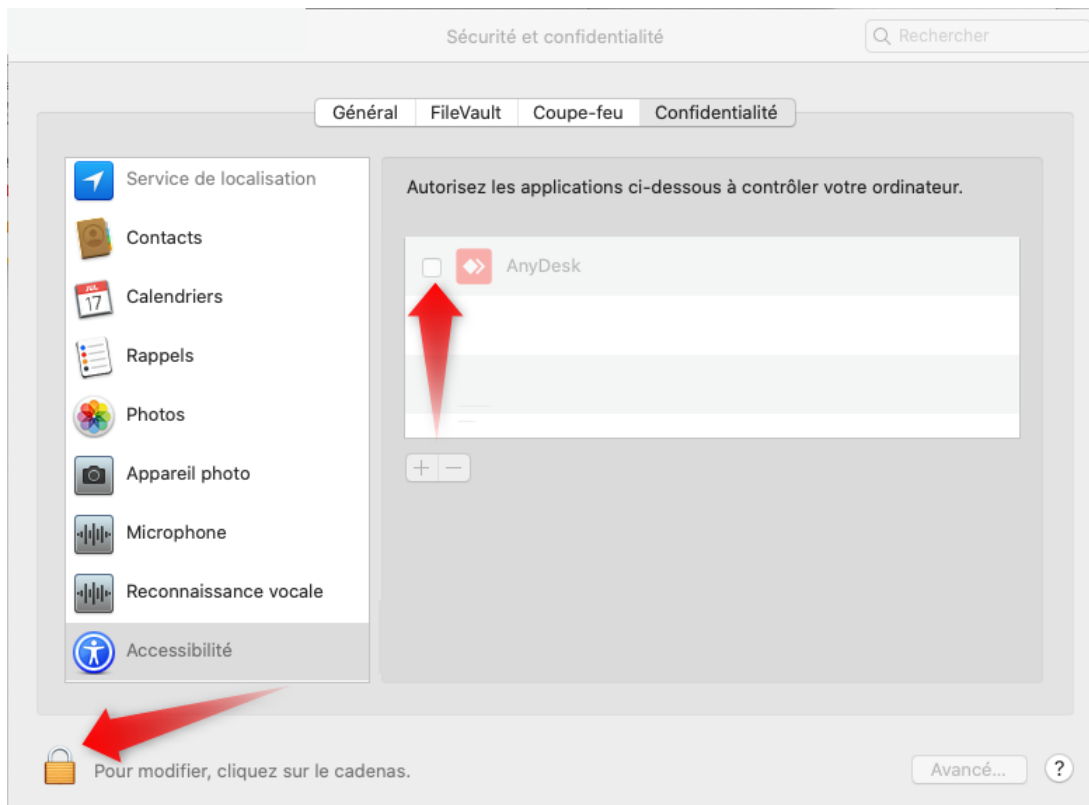 Sécurité et confidentialité
Rechercher
Général FileVault Coupe-feu Confidentialité
Service de localisation
Contacts
JUL
17
Calendriers
Rappels
Photos
Appareil photo
Microphone
Reconnaissance vocale
Accessibilité
Autorisez les applications ci-dessous à contrôler votre ordinateur.
AnyDesk
+ −
Pour modifier, cliquez sur le cadenas.
Avancé...
?